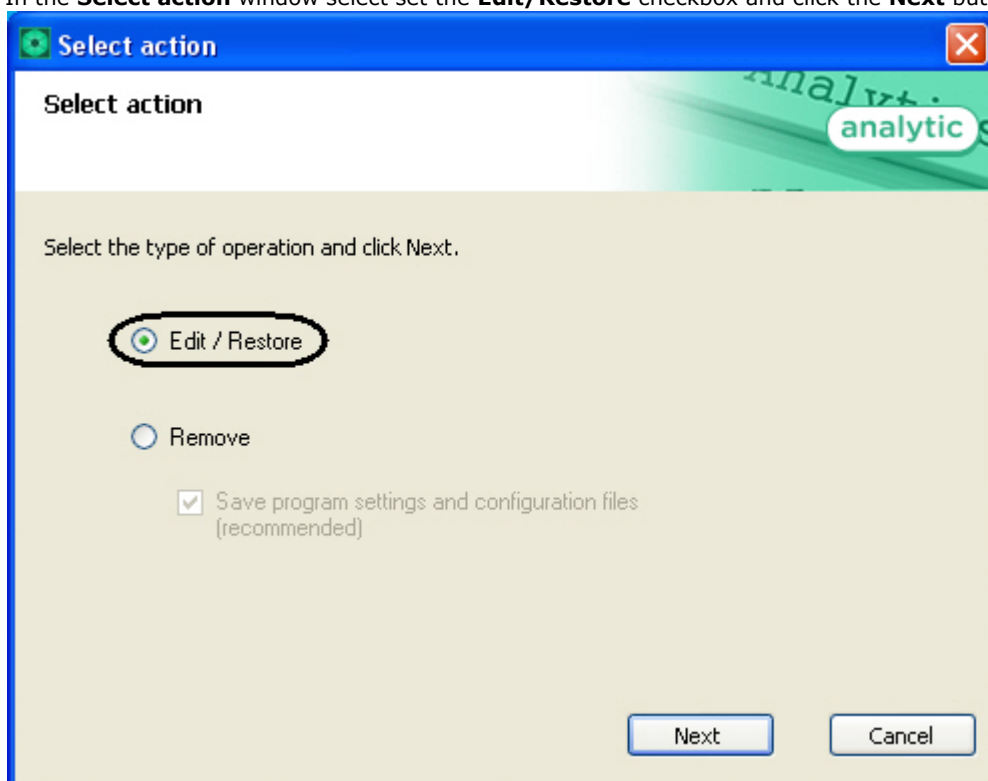 In the Select action window select set the Edit/Restore checkbox and click the Next
Select action
Select action
analytic
Select the type of operation and click Next.
Edit / Restore
Remove
Save program settings and configuration files
(recommended)
Next
Cancel